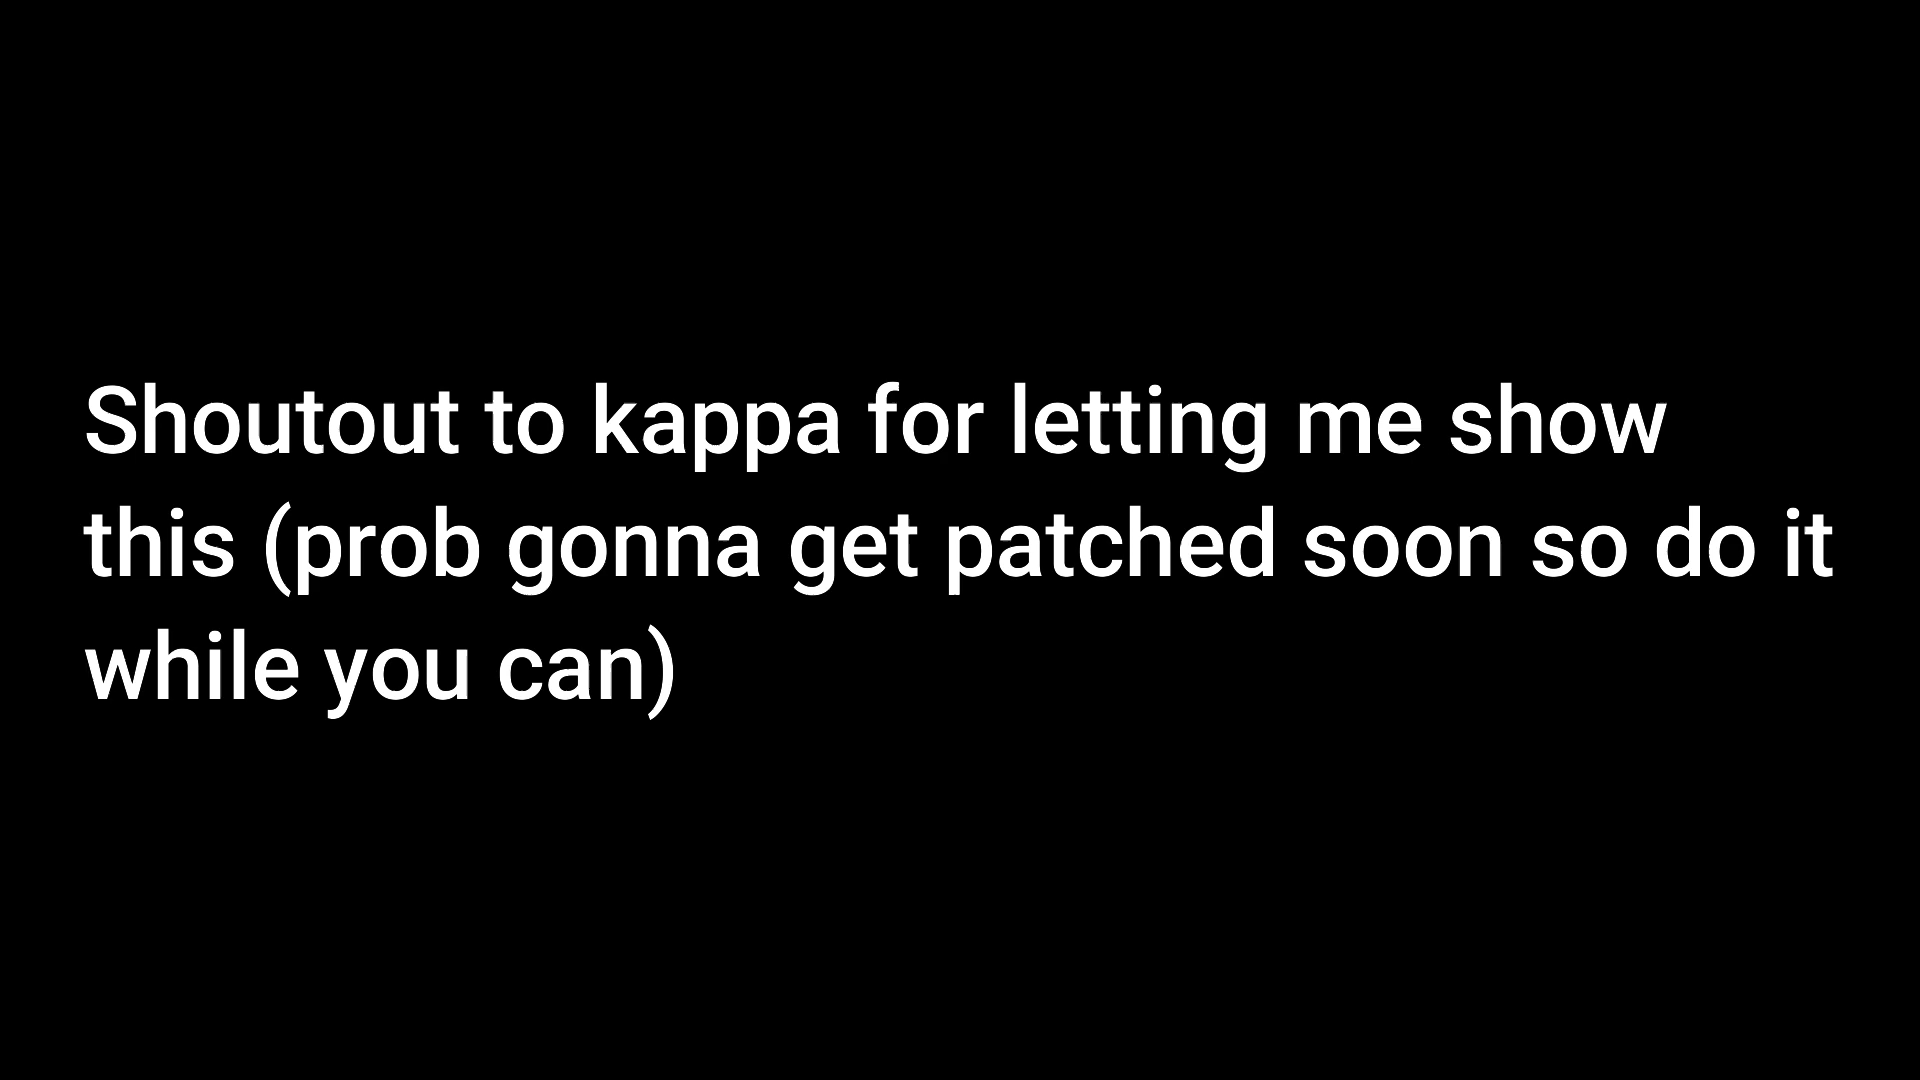 Shoutout to kappa for letting me show
this (prob gonna get patched soon so do it
while you can)